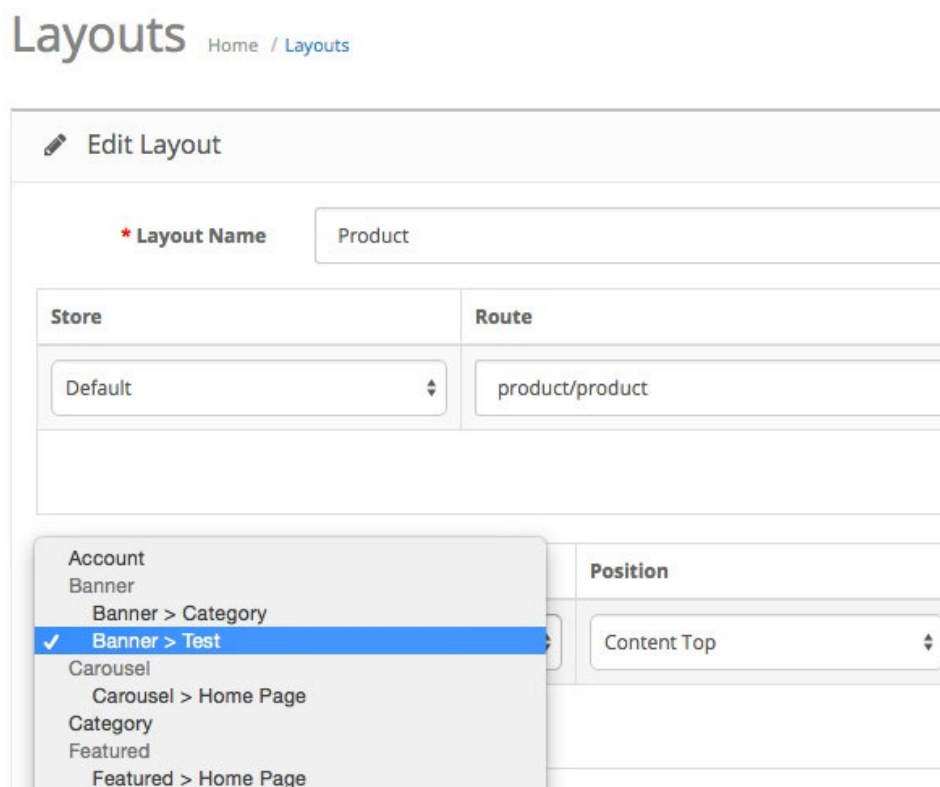 Layouts Home / Layouts
Edit Layout
* Layout Name Product
Store Route
Default product/product
Account
Banner Position
Banner > Category
✓ Banner > Test Content Top
Carousel
Carousel > Home Page
Category
Featured
Featured > Home Page